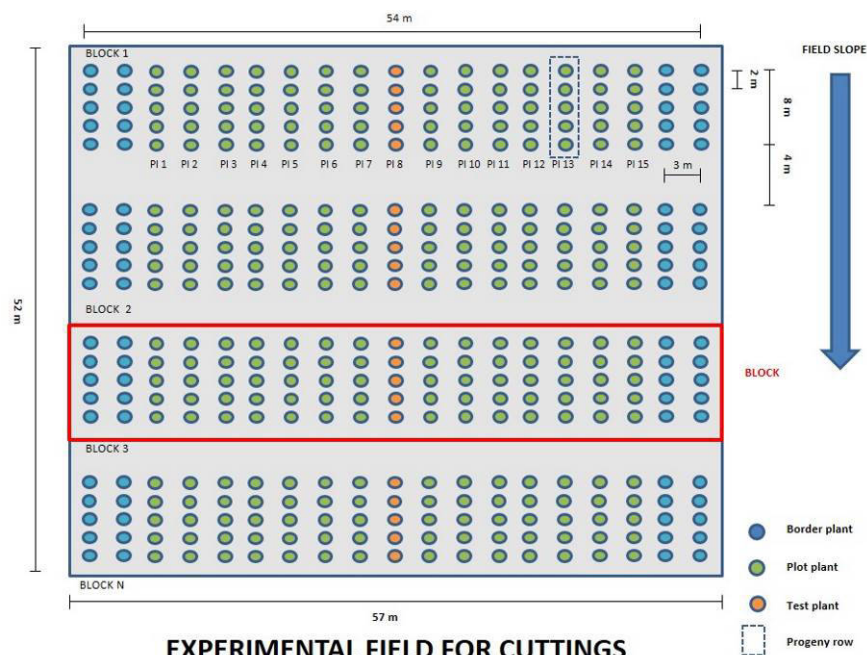 54 m
BLOCK 1
FIELD SLOPE
2 m
8 m
PI 1 PI 2 PI 3 PI 4 PI 5 PI 6 PI 7 PI 8 PI 9 PI 10 PI 11 PI 12 PI 13 PI 14 PI 15
3 m
4 m
52 m
BLOCK 2
BLOCK
BLOCK 3
Border plant
Plot plant
BLOCK N
Test plant
57 m
EXPERIMENTAL FIELD FOR CUTTINGS
Progeny row